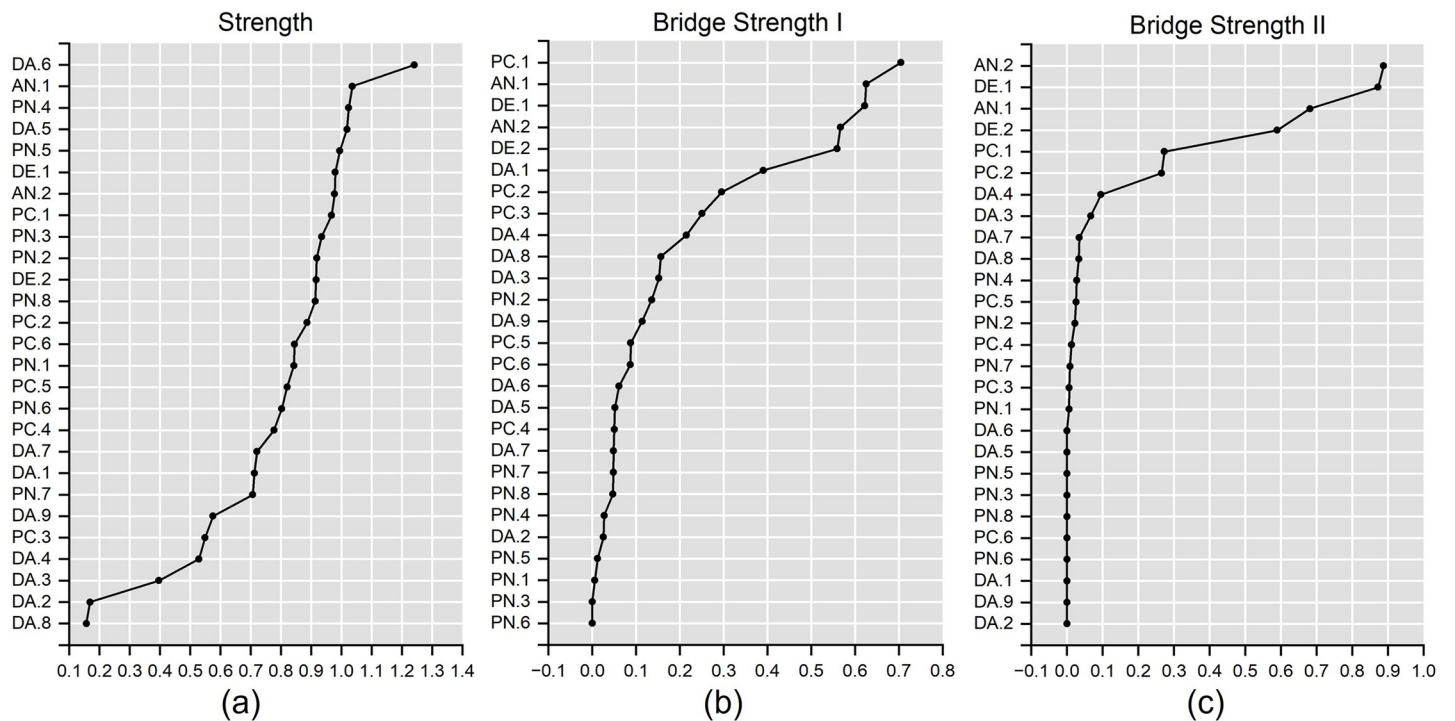 Strength
DA.6
AN.1
PN.4
DA.5
PN.5
DE.1
AN.2
PC.1
PN.3
PN.2
DE.2
PN.8
PC.2
PC.6
PN.1
PC.5
PN.6
PC.4
DA.7
DA.1
PN.7
DA.9
PC.3
DA.4
DA.3
DA.2
DA.8
0.1 0.2 0.3 0.4 0.5 0.6 0.7 0.8 0.9 1.0 1.1 1.2 1.3 1.4
(a)
Bridge Strength I
PC.1
AN.1
DE.1
AN.2
DE.2
DA.1
PC.2
PC.3
DA.4
DA.8
DA.3
PN.2
DA.9
PC.5
PC.6
DA.6
DA.5
PC.4
DA.7
PN.7
PN.8
PN.4
DA.2
PN.5
PN.1
PN.3
PN.6
−0.1 0.0 0.1 0.2 0.3 0.4 0.5 0.6 0.7 0.8
(b)
Bridge Strength II
AN.2
DE.1
AN.1
DE.2
PC.1
PC.2
DA.4
DA.3
DA.7
DA.8
PN.4
PC.5
PN.2
PC.4
PN.7
PC.3
PN.1
DA.6
DA.5
PN.5
PN.3
PN.8
PC.6
PN.6
DA.1
DA.9
DA.2
−0.1 0.0 0.1 0.2 0.3 0.4 0.5 0.6 0.7 0.8 0.9 1.0
(c)